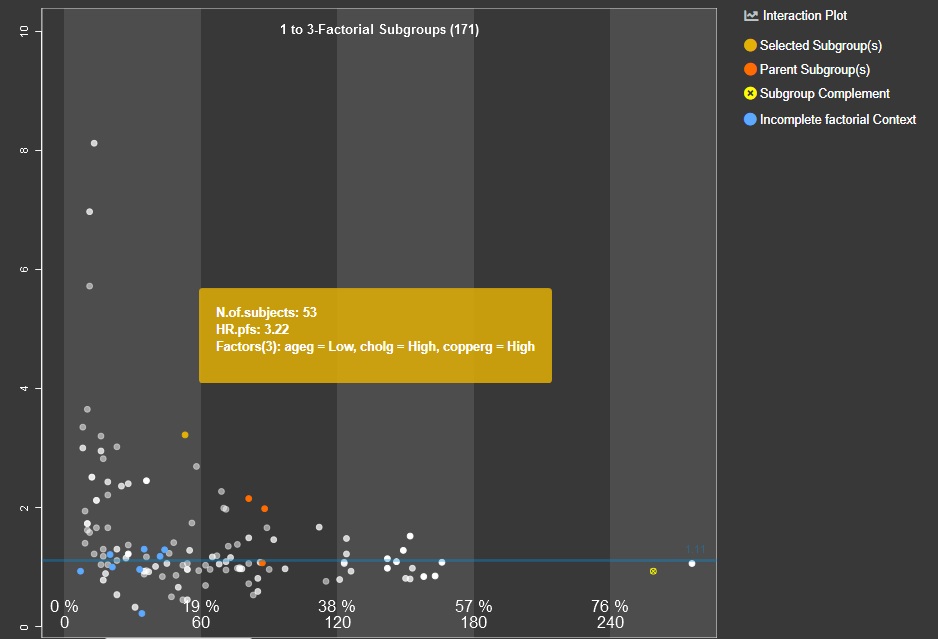 1 to 3-Factorial Subgroups (171)
Interaction Plot
Selected Subgroup(s)
Parent Subgroup(s)
Subgroup Complement
Incomplete factorial Context
10
8
6
4
2
0
N.of.subjects: 53
HR.pfs: 3.22
Factors(3): ageg = Low, cholg = High, copperg = High
1.11
0 % 19 % 38 % 57 % 76 %
0 60 120 180 240